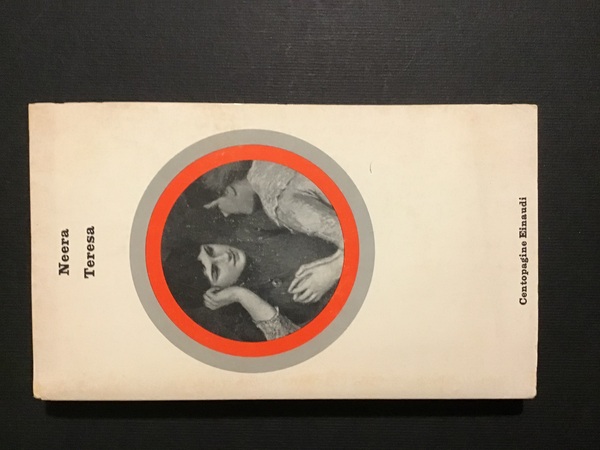 Neera
Teresa
Centopagine Einaudi